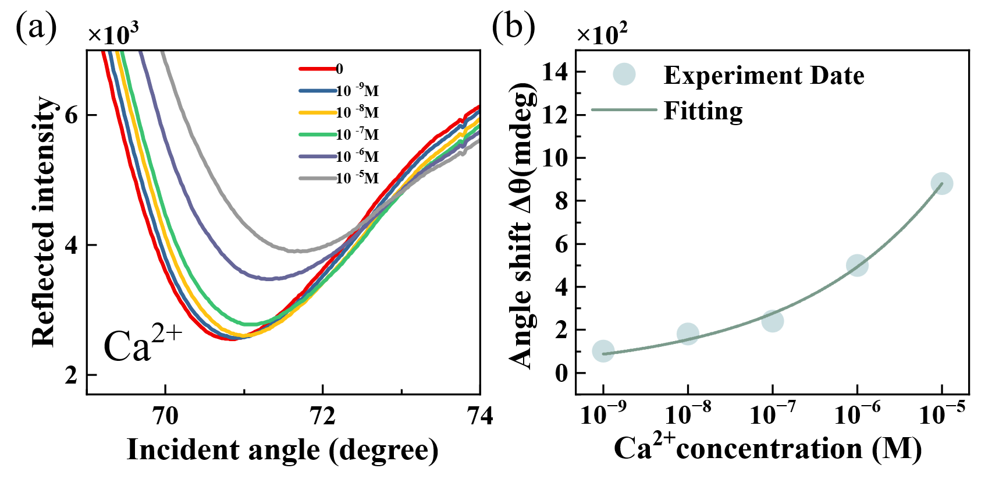 (a)
×10³
Reflected intensity
6
4
2
0
10 ⁻⁹M
10 ⁻⁸M
10 ⁻⁷M
10 ⁻⁶M
10 ⁻⁵M
Ca²⁺
70 72 74
Incident angle (degree)
(b)
×10²
Angle shift Δθ(mdeg)
14
12
10
8
6
4
2
0
Experiment Date
Fitting
10⁻⁹ 10⁻⁸ 10⁻⁷ 10⁻⁶ 10⁻⁵
Ca²⁺concentration (M)